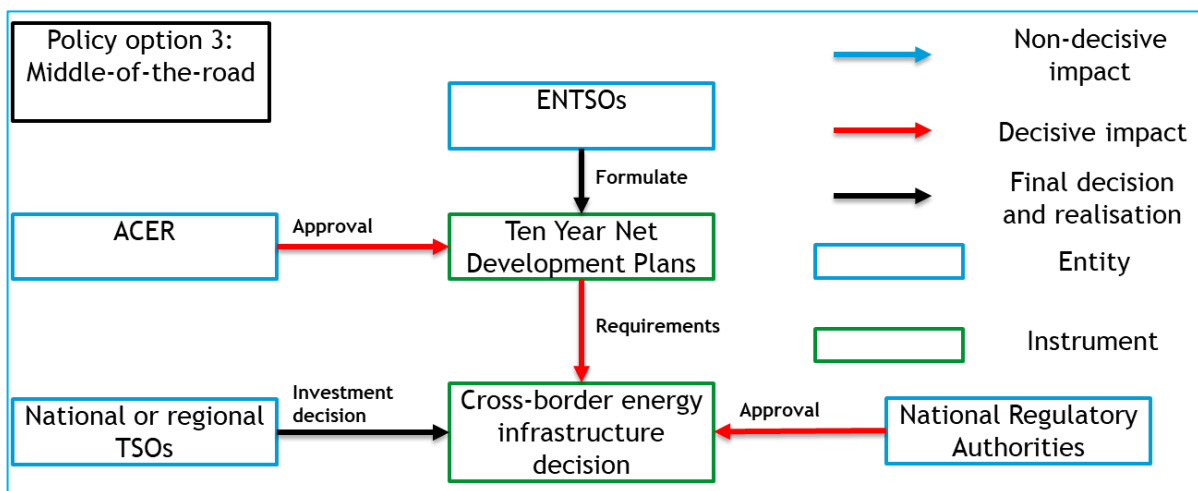 Policy option 3:
Middle-of-the-road
ENTSOs
Non-decisive
impact
Decisive impact
Formulate
Final decision
and realisation
ACER
Approval
Ten Year Net
Development Plans
Entity
Requirements
Instrument
National or regional
TSOs
Investment
decision
Cross-border energy
infrastructure
decision
Approval
National Regulatory
Authorities